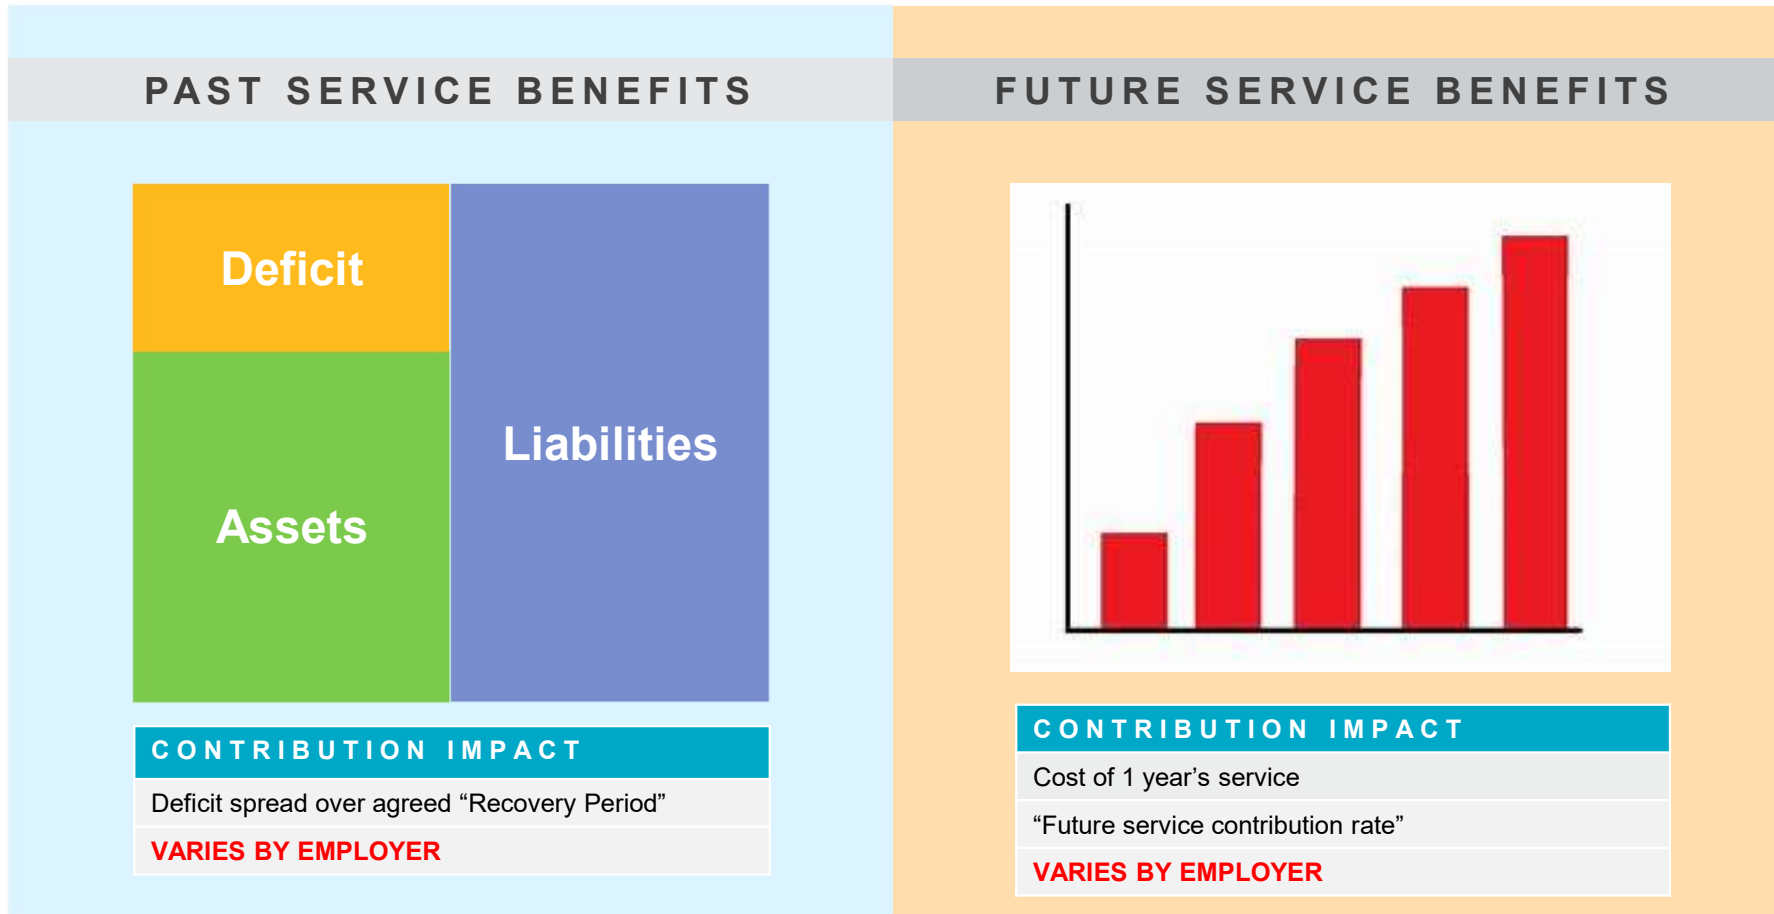 PAST SERVICE BENEFITS
Deficit
Assets
Liabilities
CONTRIBUTION IMPACT
Deficit spread over agreed “Recovery Period”
VARIES BY EMPLOYER
FUTURE SERVICE BENEFITS
CONTRIBUTION IMPACT
Cost of 1 year’s service
“Future service contribution rate”
VARIES BY EMPLOYER